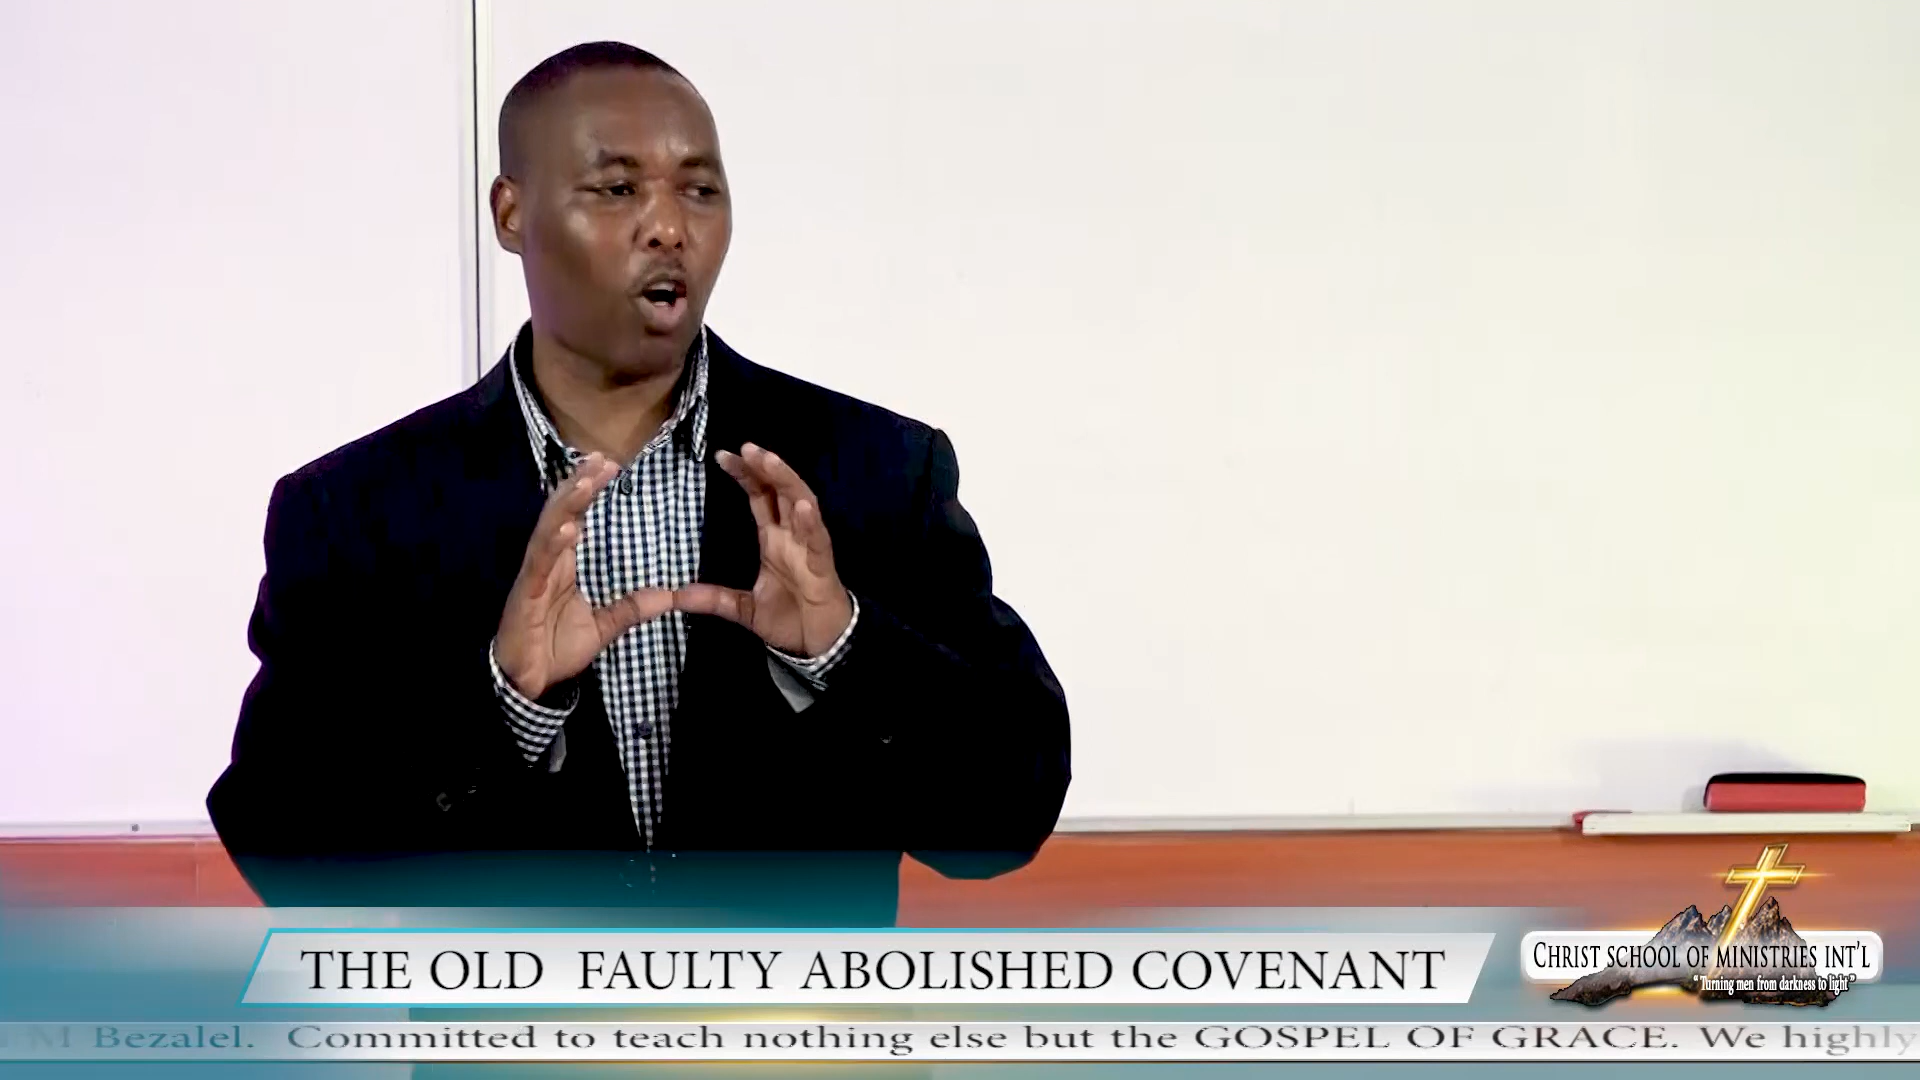 THE OLD FAULTY ABOLISHED COVENANT
CHRIST SCHOOL OF MINISTRIES INT'L
"Turning men from darkness to light"
M Bezalel. Committed to teach nothing else but the GOSPEL OF GRACE. We highly